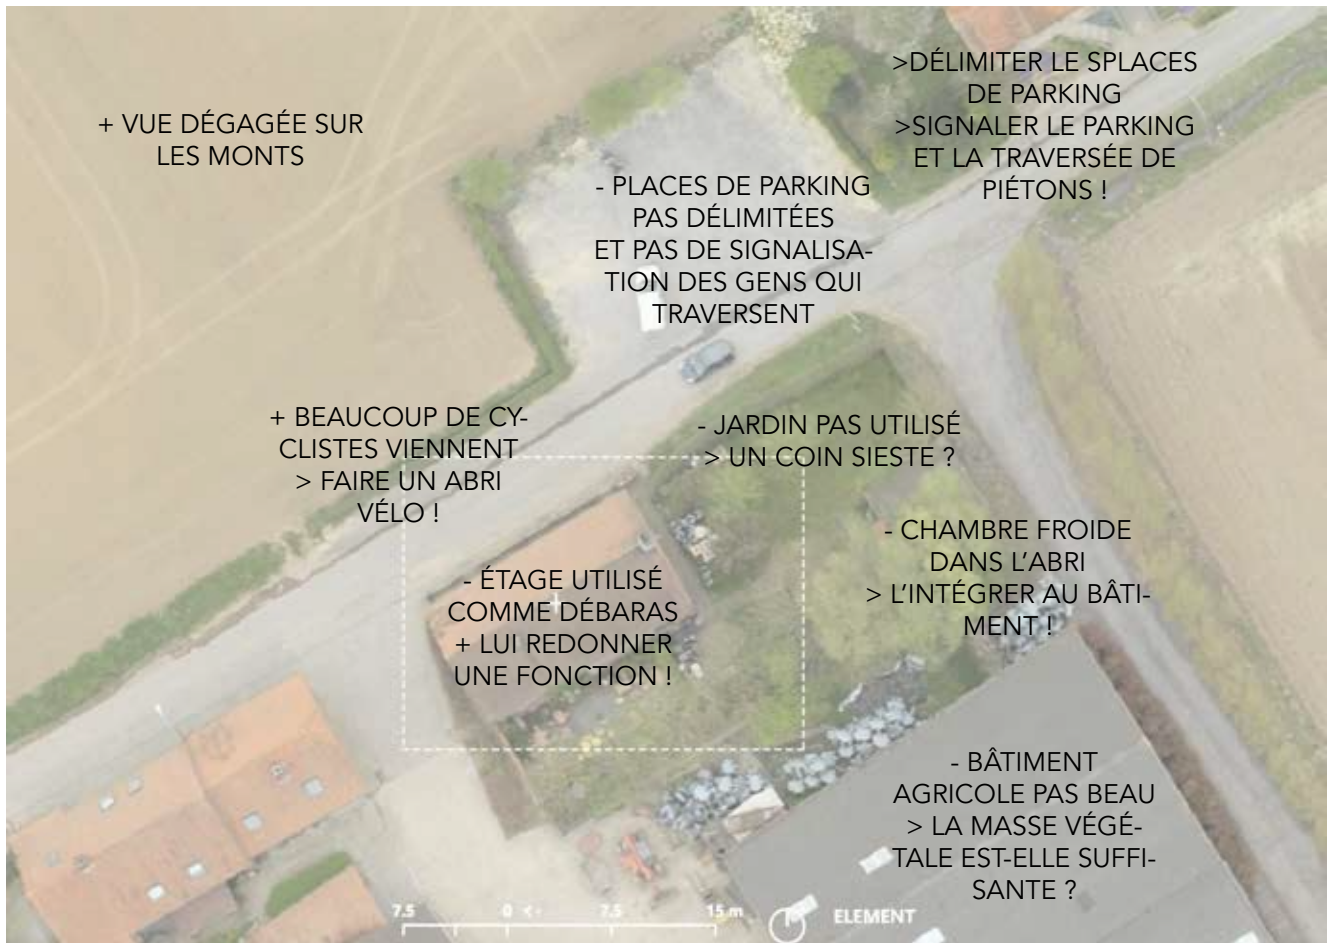 + VUE DÉGAGÉE SUR
LES MONTS
>DÉLIMITER LE SPLACES
DE PARKING
>SIGNALER LE PARKING
ET LA TRAVERSÉE DE
PIÉTONS !
- PLACES DE PARKING
PAS DÉLIMITÉES
ET PAS DE SIGNALISA-
TION DES GENS QUI
TRAVERSENT
+ BEAUCOUP DE CY-
CLISTES VIENNENT
> FAIRE UN ABRI
VÉLO !
- JARDIN PAS UTILISÉ
> UN COIN SIESTE ?
- CHAMBRE FROIDE
DANS L’ABRI
> L’INTÉGRER AU BÂTI-
MENT !
- ÉTAGE UTILISÉ
COMME DÉBARAS
+ LUI REDONNER
UNE FONCTION !
- BÂTIMENT
AGRICOLE PAS BEAU
> LA MASSE VÉGÉ-
TALE EST-ELLE SUFFI-
SANTE ?
7.5 0 <- 7.5 15 m
ELEMENT